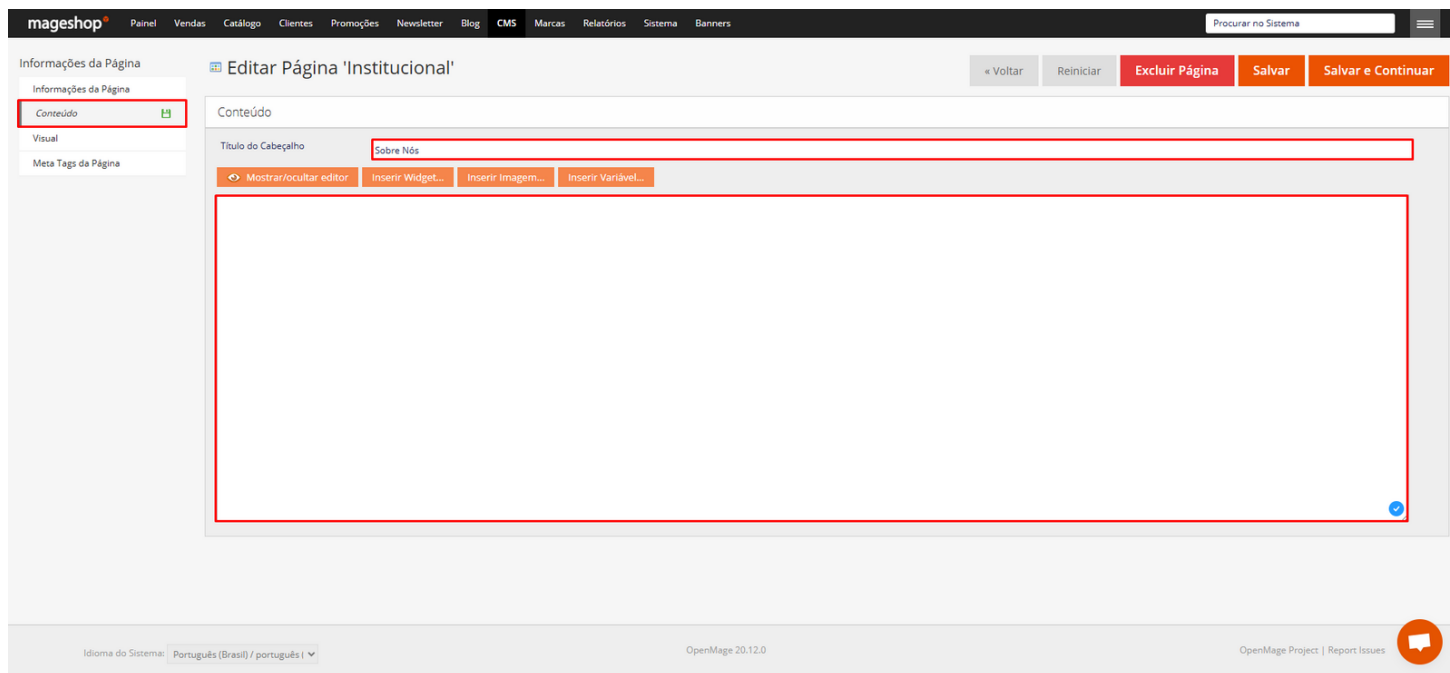 mageshop Painel Vendas Catálogo Clientes Promoções Newsletter Blog CMS Marcas Relatórios Sistema Banners Procurar no Sistema
Informações da Página
Informações da Página
Conteúdo
Visual
Meta Tags da Página
Editar Página 'Institucional'
« Voltar Reiniciar Excluir Página Salvar Salvar e Continuar
Conteúdo
Título do Cabeçalho Sobre Nós
Mostrar/ocultar editor Inserir Widget... Inserir Imagem... Inserir Variável...
Idioma do Sistema: Português (Brasil) / português (
OpenMage 20.12.0
OpenMage Project | Report Issues